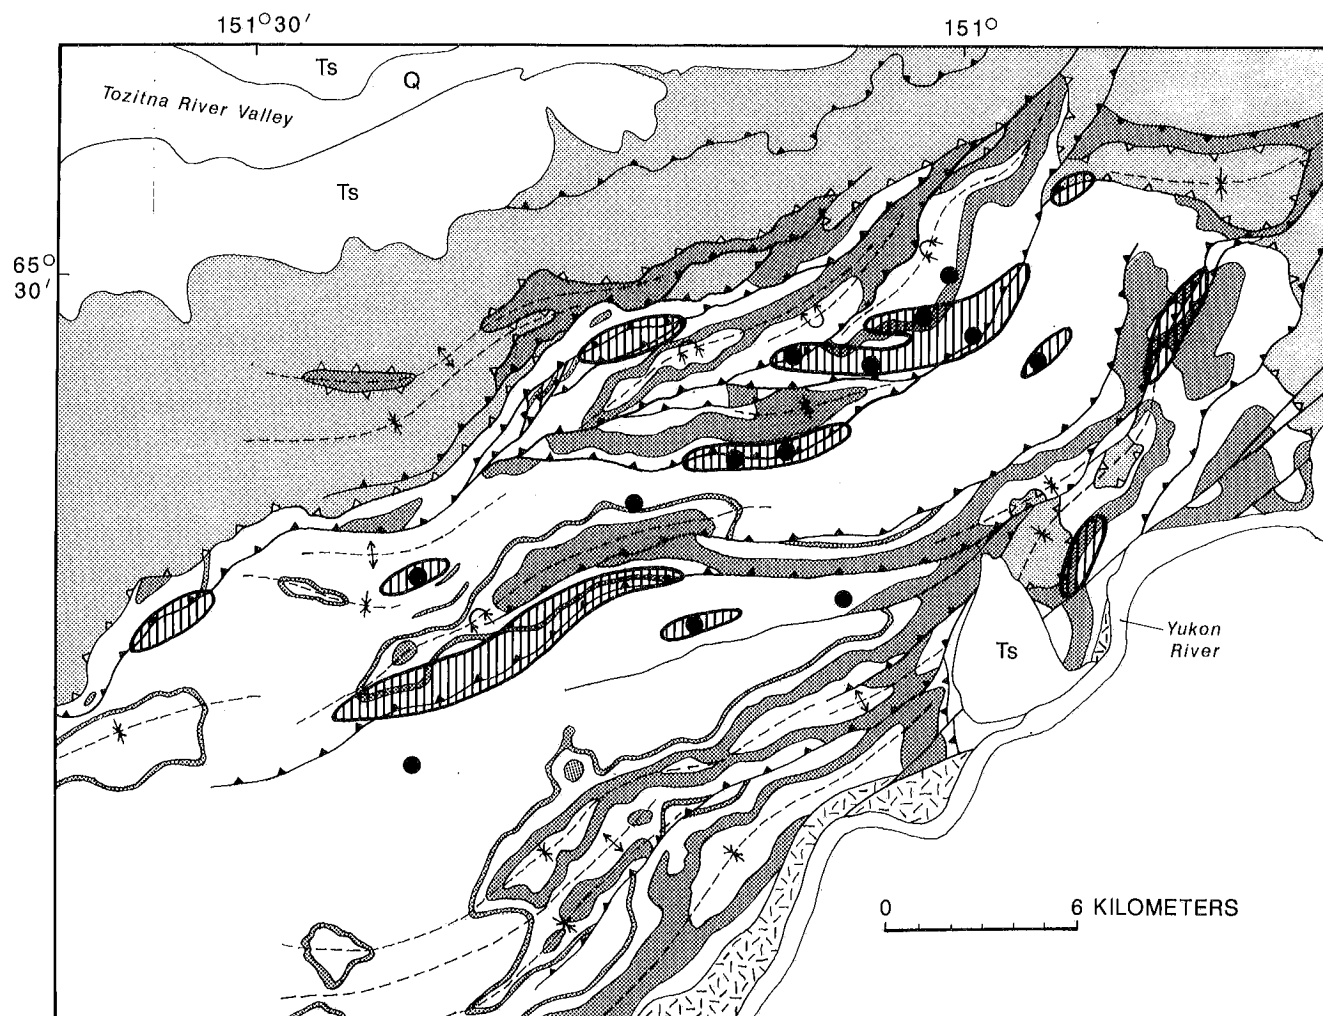 151°30′
151°
Ts
Q
Tozitna River Valley
Ts
65°
30′
Yukon
River
Ts
0 6 KILOMETERS